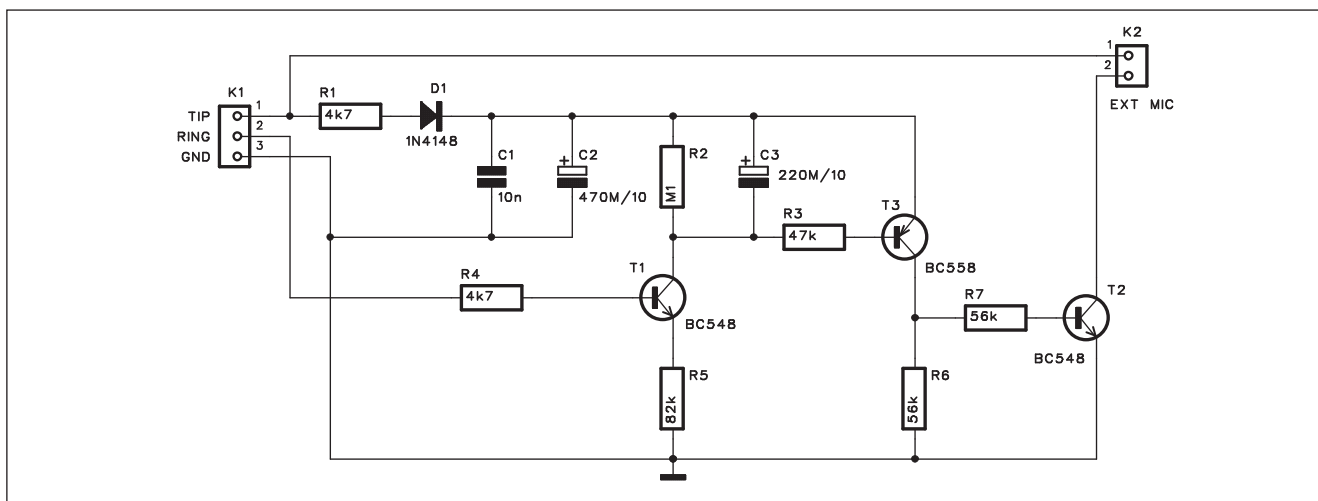 K2
1
2
EXT MIC
K1
TIP
RING
GND
1
2
3
R1
4k7
D1
1N4148
C1
10n
C2
+
470M/10
R2
M1
C3
+
220M/10
R3
47k
T3
BC558
R4
4k7
T1
BC548
R5
82k
R7
56k
T2
BC548
R6
56k